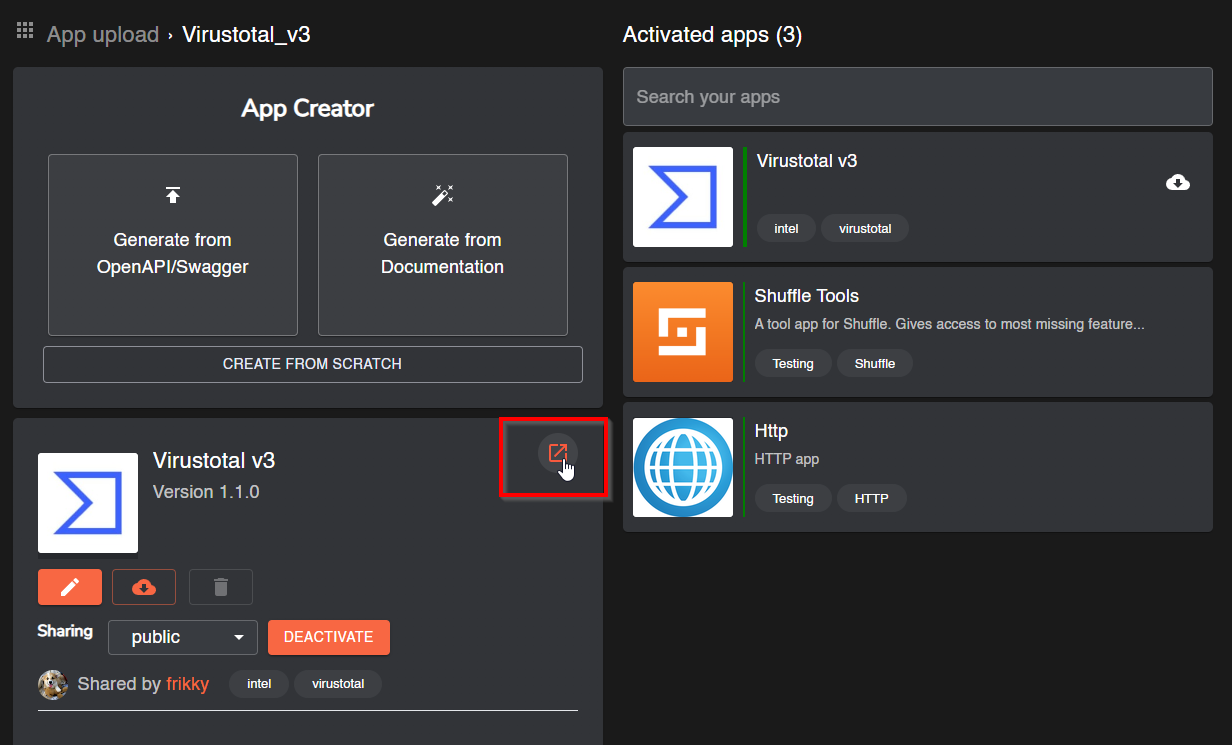 App upload › Virustotal_v3
App Creator
Generate from
OpenAPI/Swagger
Generate from
Documentation
CREATE FROM SCRATCH
Virustotal v3
Version 1.1.0
Sharing
public
DEACTIVATE
Shared by frikky
intel
virustotal
Activated apps (3)
Search your apps
Virustotal v3
intel
virustotal
Shuffle Tools
A tool app for Shuffle. Gives access to most missing feature...
Testing
Shuffle
Http
HTTP app
Testing
HTTP